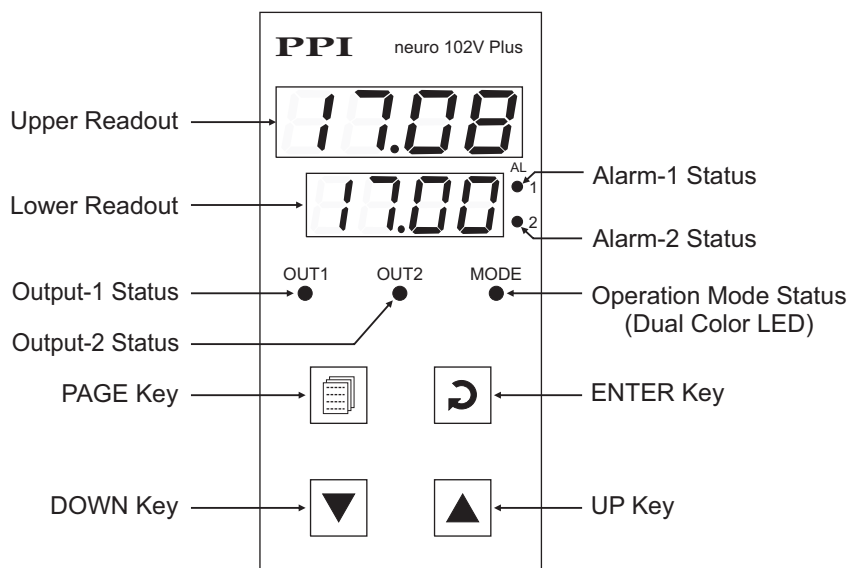 PPI neuro 102V Plus
Upper Readout
17.08
AL
1
Alarm-1 Status
Lower Readout
17.00
2
Alarm-2 Status
OUT1 OUT2 MODE
Output-1 Status
Operation Mode Status
(Dual Color LED)
Output-2 Status
PAGE Key
ENTER Key
DOWN Key
UP Key